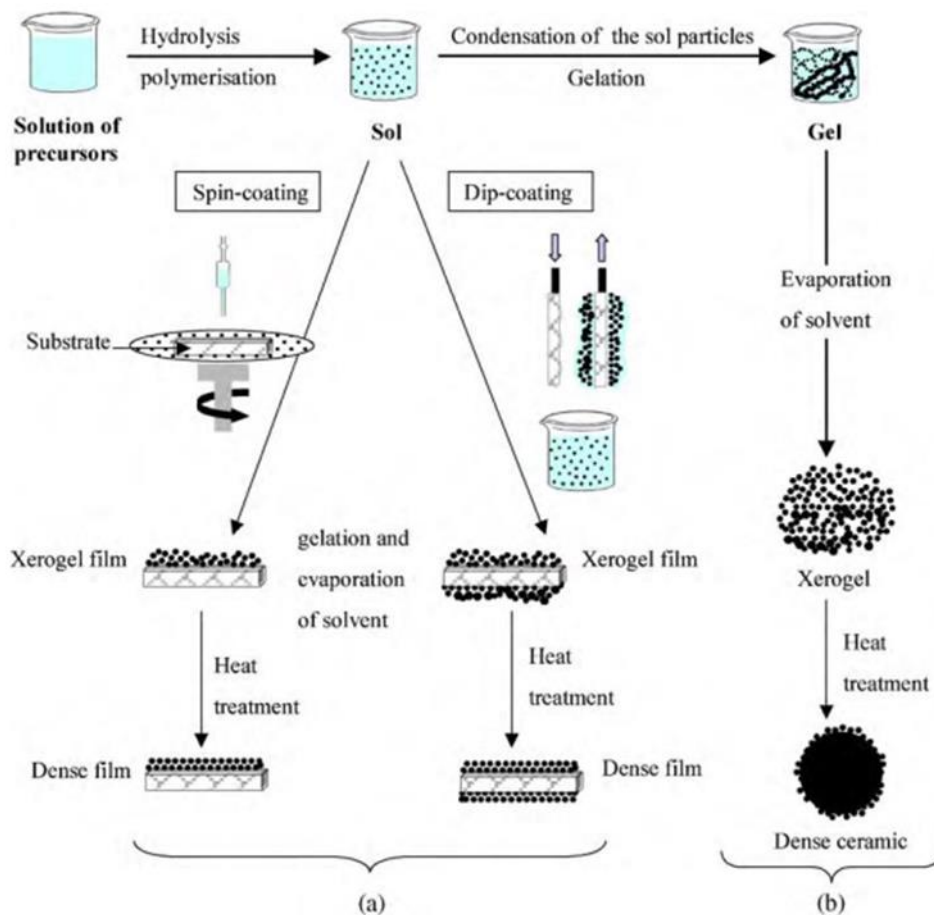 Hydrolysis
polymerisation
Condensation of the sol particles
Gelation
Solution of
precursors
Sol
Gel
Spin-coating
Dip-coating
Substrate
Evaporation
of solvent
Xerogel film
gelation and
evaporation
of solvent
Xerogel film
Xerogel
Heat
treatment
Heat
treatment
Heat
treatment
Dense film
Dense film
Dense ceramic
(a)
(b)